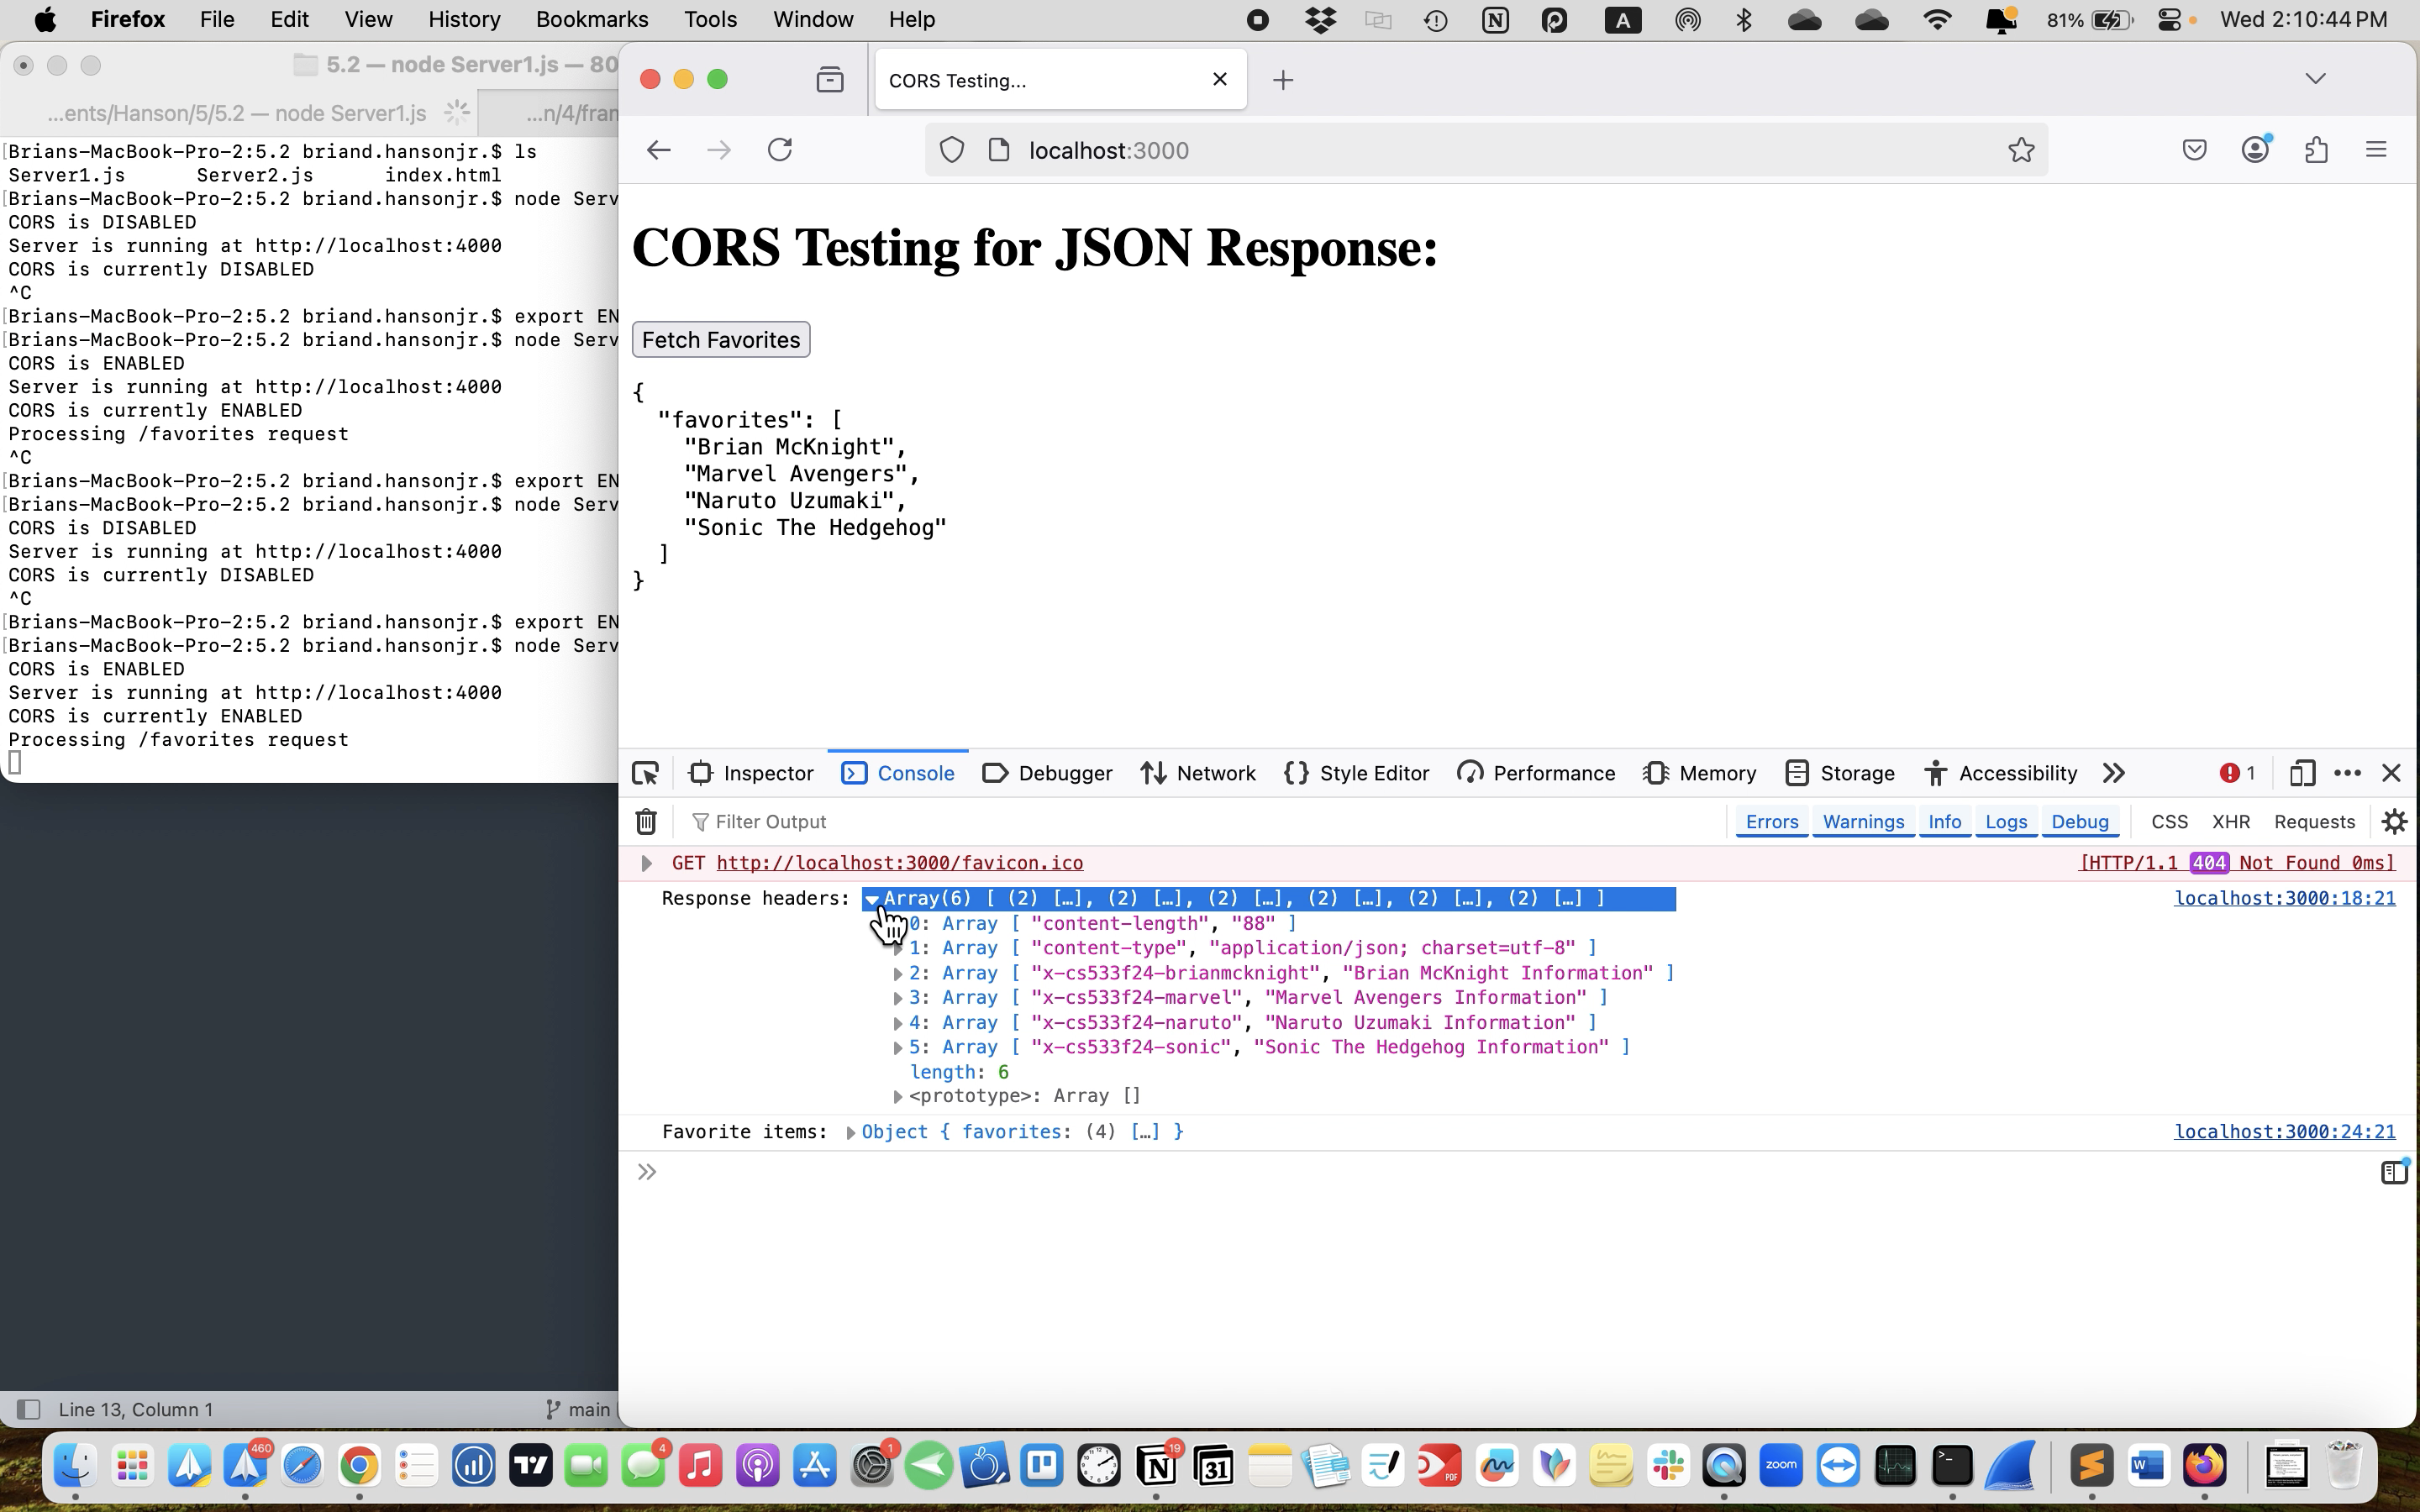 Firefox File Edit View History Bookmarks Tools Window Help
A 81% Wed 2:10:44 PM
5.2 — node Server1.js — 80
...ents/Hanson/5/5.2 — node Server1.js
...n/4/fran
[Brians-MacBook-Pro-2:5.2 briand.hansonjr.$ ls
Server1.js Server2.js index.html
[Brians-MacBook-Pro-2:5.2 briand.hansonjr.$ node Serv
CORS is DISABLED
Server is running at http://localhost:4000
CORS is currently DISABLED
^C
[Brians-MacBook-Pro-2:5.2 briand.hansonjr.$ export EN
[Brians-MacBook-Pro-2:5.2 briand.hansonjr.$ node Serv
CORS is ENABLED
Server is running at http://localhost:4000
CORS is currently ENABLED
Processing /favorites request
^C
[Brians-MacBook-Pro-2:5.2 briand.hansonjr.$ export EN
[Brians-MacBook-Pro-2:5.2 briand.hansonjr.$ node Serv
CORS is DISABLED
Server is running at http://localhost:4000
CORS is currently DISABLED
^C
[Brians-MacBook-Pro-2:5.2 briand.hansonjr.$ export EN
[Brians-MacBook-Pro-2:5.2 briand.hansonjr.$ node Serv
CORS is ENABLED
Server is running at http://localhost:4000
CORS is currently ENABLED
Processing /favorites request
Line 13, Column 1 main
CORS Testing...
localhost:3000
CORS Testing for JSON Response:
Fetch Favorites
{
"favorites": [
"Brian McKnight",
"Marvel Avengers",
"Naruto Uzumaki",
"Sonic The Hedgehog"
]
}
Inspector Console Debugger Network Style Editor Performance Memory Storage Accessibility 1
Filter Output Errors Warnings Info Logs Debug CSS XHR Requests
GET http://localhost:3000/favicon.ico [HTTP/1.1 404 Not Found 0ms]
Response headers: Array(6) [ (2) […], (2) […], (2) […], (2) […], (2) […], (2) […] ] localhost:3000:18:21
0: Array [ "content-length", "88" ]
1: Array [ "content-type", "application/json; charset=utf-8" ]
2: Array [ "x-cs533f24-brianmcknight", "Brian McKnight Information" ]
3: Array [ "x-cs533f24-marvel", "Marvel Avengers Information" ]
4: Array [ "x-cs533f24-naruto", "Naruto Uzumaki Information" ]
5: Array [ "x-cs533f24-sonic", "Sonic The Hedgehog Information" ]
length: 6
<prototype>: Array []
Favorite items: Object { favorites: (4) […] } localhost:3000:24:21
460 4 1 19 31 PDF zoom